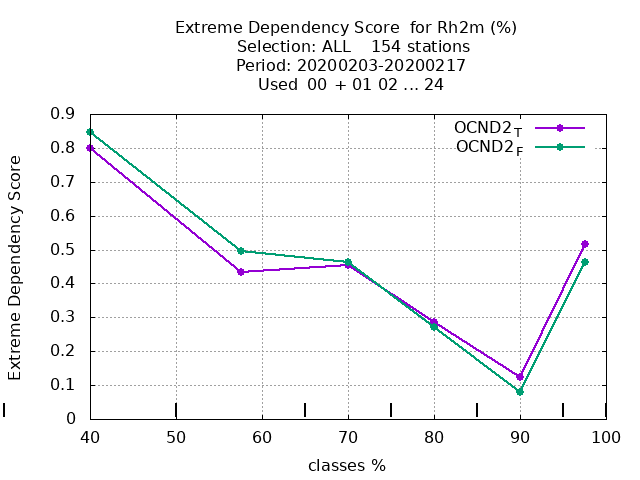 Extreme Dependency Score  for Rh2m (%)
Selection: ALL    154 stations
Period: 20200203-20200217
Used  00  + 01 02 ... 24
OCND2T
OCND2F
Extreme Dependency Score
0.9
0.8
0.7
0.6
0.5
0.4
0.3
0.2
0.1
0
40 50 60 70 80 90 100
classes %